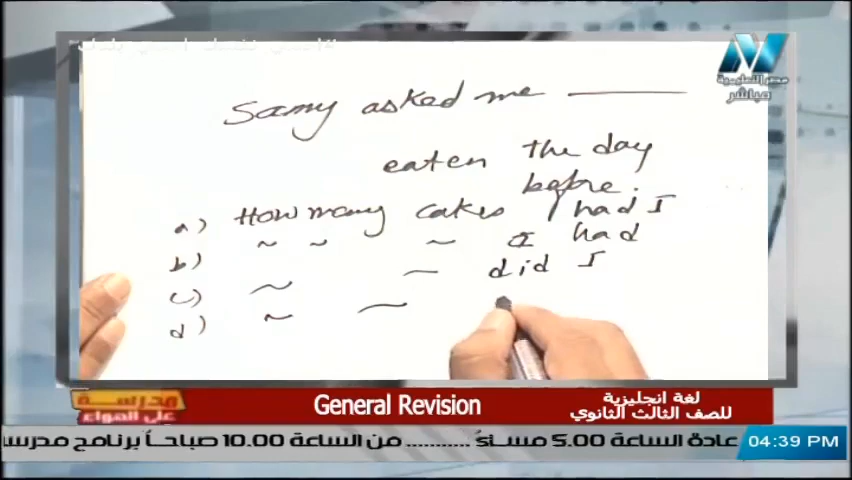 مصر التعليمية
مباشر
Samy asked me ———
eaten the day
before.
a) How many cakes had I
b) ~ ~ ~ I had
c) ~ ~ did I
d) ~ ~
مدرسة
على الهواء
General Revision
لغة انجليزية
للصف الثالث الثانوي
عادة الساعة 5.00 مساءً ......... من الساعة 10.00 صباحاً برنامج مدرسة
04:39 PM